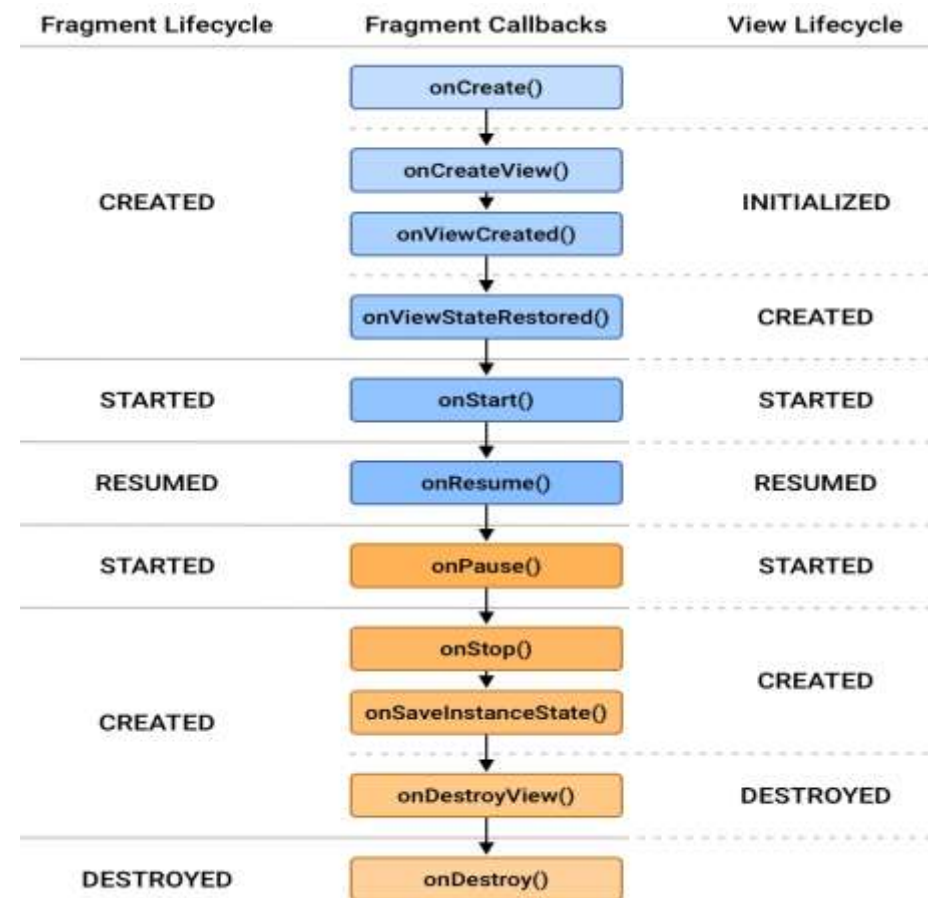 Fragment Lifecycle Fragment Callbacks View Lifecycle
onCreate()
onCreateView()
CREATED INITIALIZED
onViewCreated()
onViewStateRestored() CREATED
STARTED onStart() STARTED
RESUMED onResume() RESUMED
STARTED onPause() STARTED
onStop()
CREATED
onSaveInstanceState()
CREATED
onDestroyView() DESTROYED
DESTROYED onDestroy()